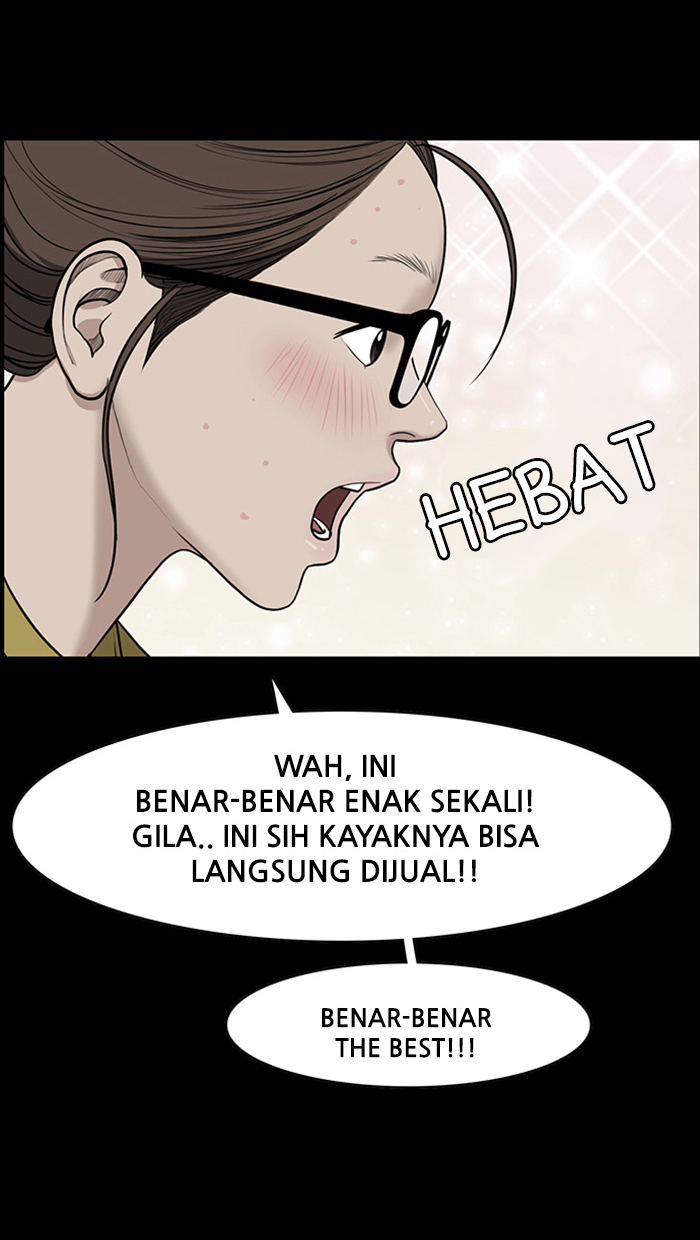 HEBAT
WAH, INI
BENAR-BENAR ENAK SEKALI!
GILA.. INI SIH KAYAKNYA BISA
LANGSUNG DIJUAL!!
BENAR-BENAR
THE BEST!!!